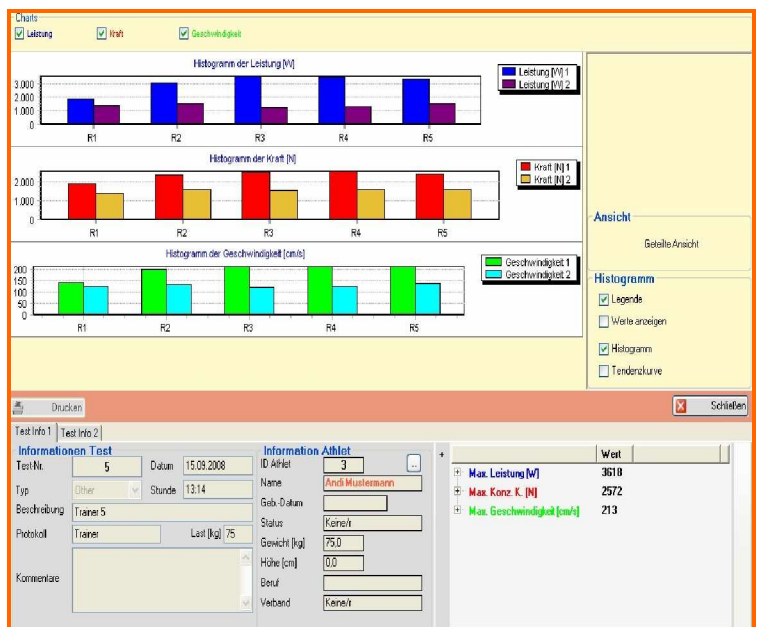 Charts
Leistung Kraft Geschwindigkeit
Histogramm der Leistung [W]
3.000
2.000
1.000
0
R1 R2 R3 R4 R5
Leistung [W] 1
Leistung [W] 2
Histogramm der Kraft [N]
2.000
1.000
0
R1 R2 R3 R4 R5
Kraft [N] 1
Kraft [N] 2
Histogramm der Geschwindigkeit [cm/s]
200
150
100
50
0
R1 R2 R3 R4 R5
Geschwindigkeit 1
Geschwindigkeit 2
Ansicht
Geteilte Ansicht
Histogramm
Legende
Werte anzeigen
Histogramm
Tendenzkurve
Drucken
Schließen
Test Info 1 Test Info 2
Informationen Test
Test-Nr. 5 Datum 15.09.2008
Typ Other Stunde 13:14
Beschreibung Trainer 5
Protokoll Trainer Last [kg] 75
Kommentare
Information Athlet
ID Athlet 3 ...
Name Andi Mustermann
Geb.-Datum
Status Keine/r
Gewicht [kg] 75,0
Höhe [cm] 0,0
Beruf
Verband Keine/r
+ Wert
Max. Leistung [W] 3618
Max. Konz. K. [N] 2572
Max. Geschwindigkeit [cm/s] 213